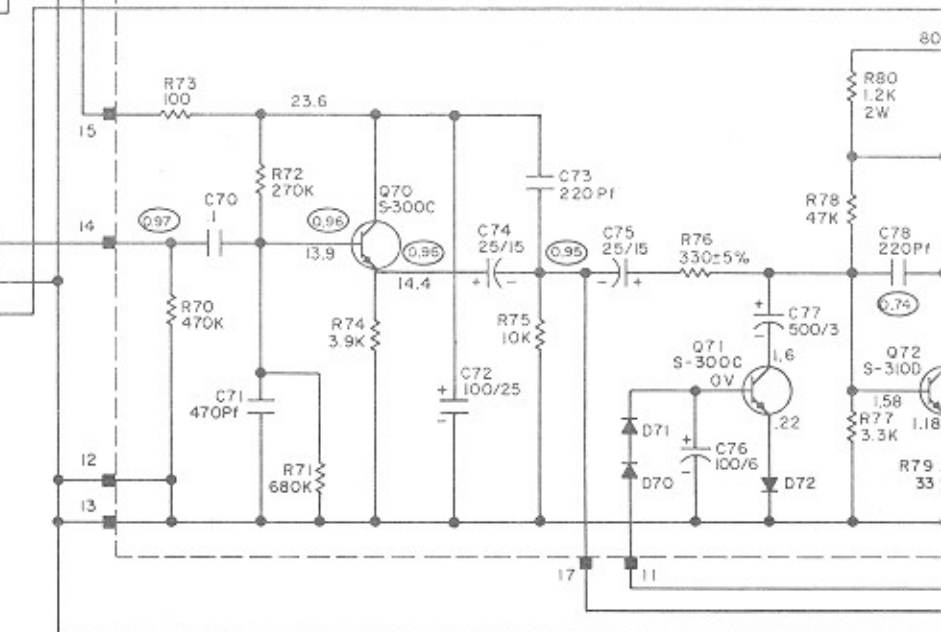 80
R73
100
23.6
R80
1.2K
2W
15
R72
270K
C73
220 Pf
Q70
S-300C
C70
.1
R78
47K
14
0.97
0.96
13.9
0.96
C74
25/15
+ -
0.95
C75
25/15
- +
R76
330±5%
C78
220Pf
0.74
14.4
R70
470K
R74
3.9K
R75
10K
+
C77
500/3
-
Q71
S-300C
0V
1.6
Q72
S-310D
C71
470Pf
+
C72
100/25
-
1.58
.22
1.18
R77
3.3K
D71
+
C76
100/6
-
12
R71
680K
D70
D72
R79
33
13
17
11